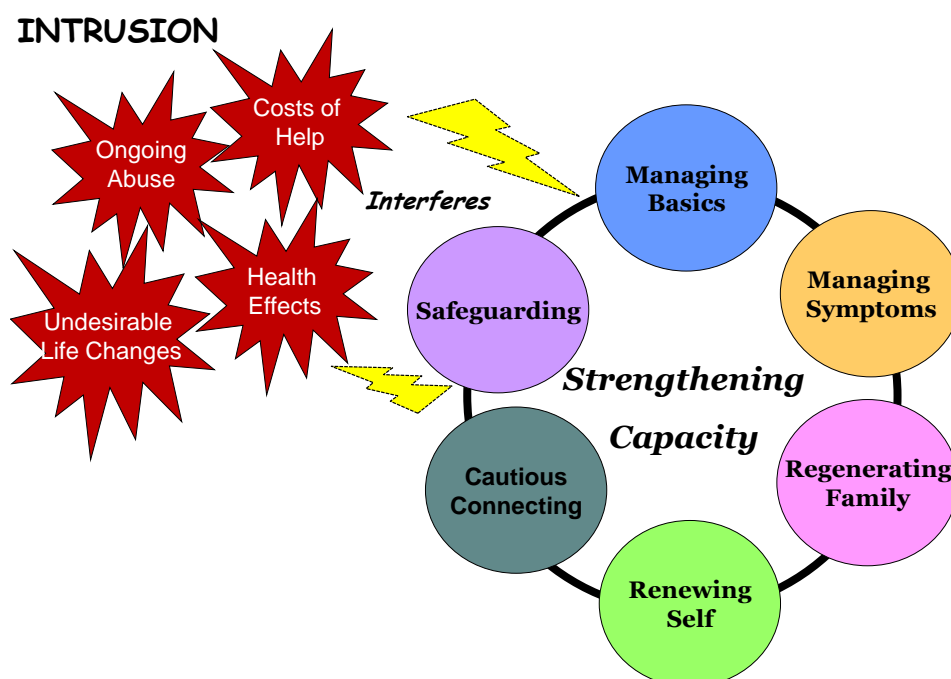 INTRUSION
Costs of
Help
Ongoing
Abuse
Interferes
Health
Effects
Undesirable
Life Changes
Managing
Basics
Safeguarding
Managing
Symptoms
Strengthening
Capacity
Cautious
Connecting
Regenerating
Family
Renewing
Self